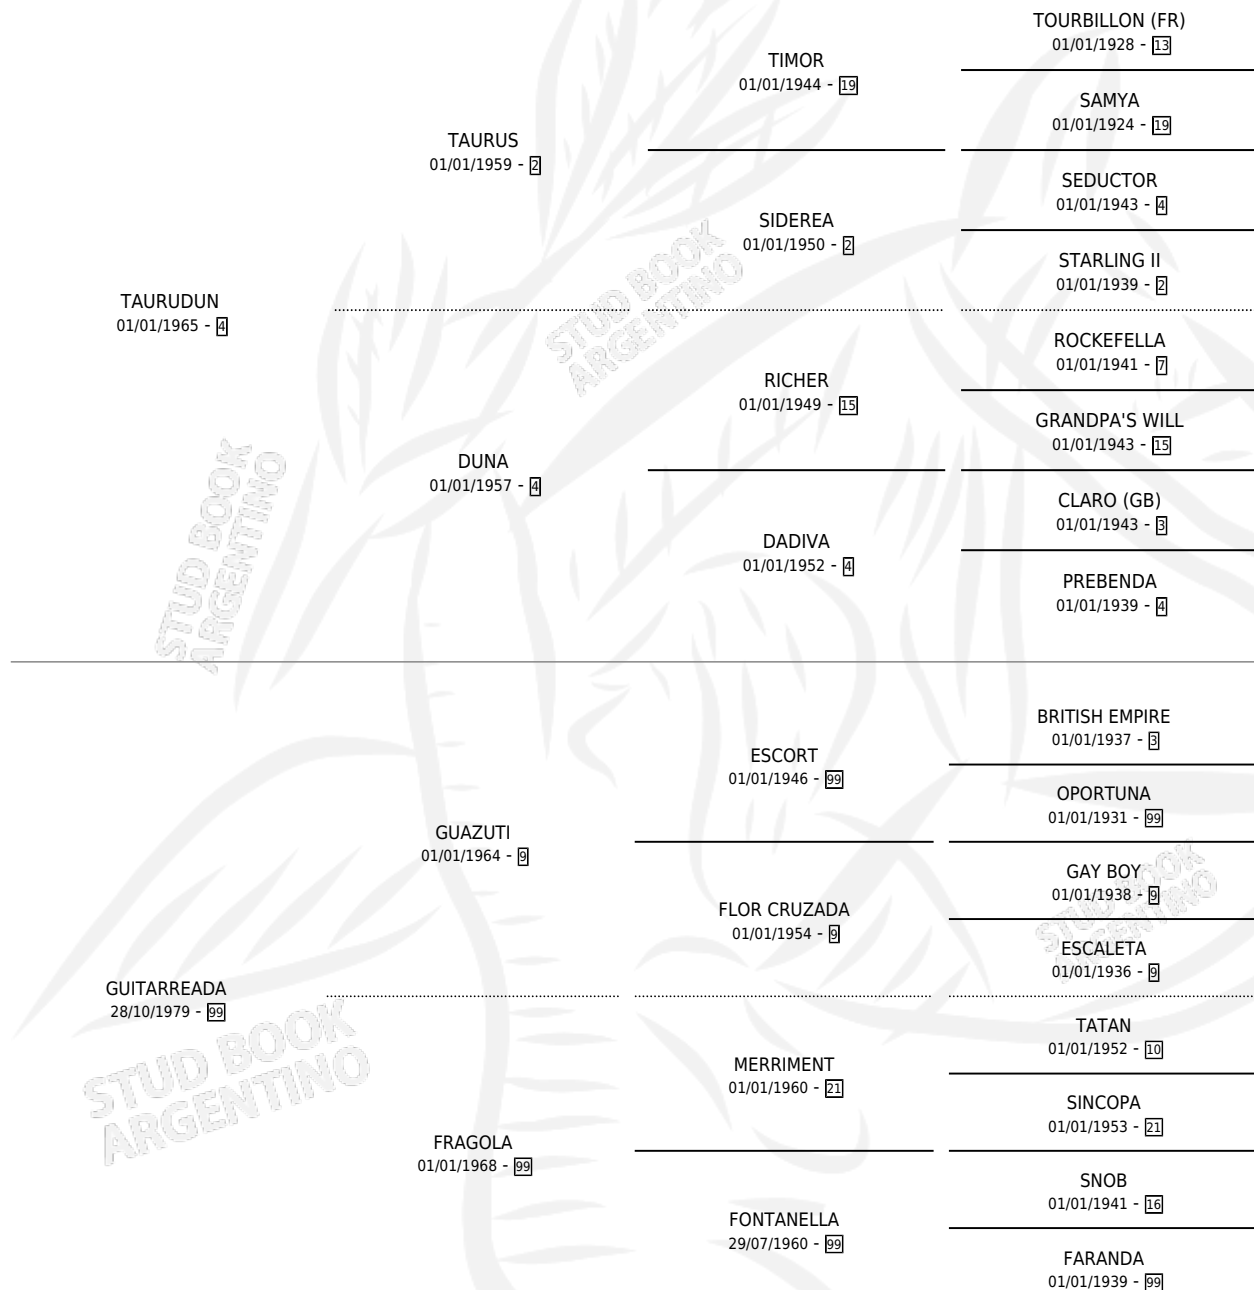 TOURBILLON (FR)
01/01/1928 - 13
TIMOR
01/01/1944 - 19
SAMYA
01/01/1924 - 19
TAURUS
01/01/1959 - 2
SEDUCTOR
01/01/1943 - 4
SIDEREA
01/01/1950 - 2
STARLING II
01/01/1939 - 2
TAURUDUN
01/01/1965 - 4
STUD BOOK
ARGENTINO
ROCKEFELLA
01/01/1941 - 7
RICHER
01/01/1949 - 15
GRANDPA'S WILL
01/01/1943 - 15
DUNA
01/01/1957 - 4
CLARO (GB)
01/01/1943 - 3
DADIVA
01/01/1952 - 4
PREBENDA
01/01/1939 - 4
STUD BOOK
ARGENTINO
BRITISH EMPIRE
01/01/1937 - 3
ESCORT
01/01/1946 - 99
OPORTUNA
01/01/1931 - 99
GUAZUTI
01/01/1964 - 9
GAY BOY
01/01/1938 - 9
FLOR CRUZADA
01/01/1954 - 9
ESCALETA
01/01/1936 - 9
STUD BOOK
ARGENTINO
GUITARREADA
28/10/1979 - 99
TATAN
01/01/1952 - 10
MERRIMENT
01/01/1960 - 21
SINCOPA
01/01/1953 - 21
STUD BOOK
ARGENTINO
FRAGOLA
01/01/1968 - 99
SNOB
01/01/1941 - 16
FONTANELLA
29/07/1960 - 99
FARANDA
01/01/1939 - 99